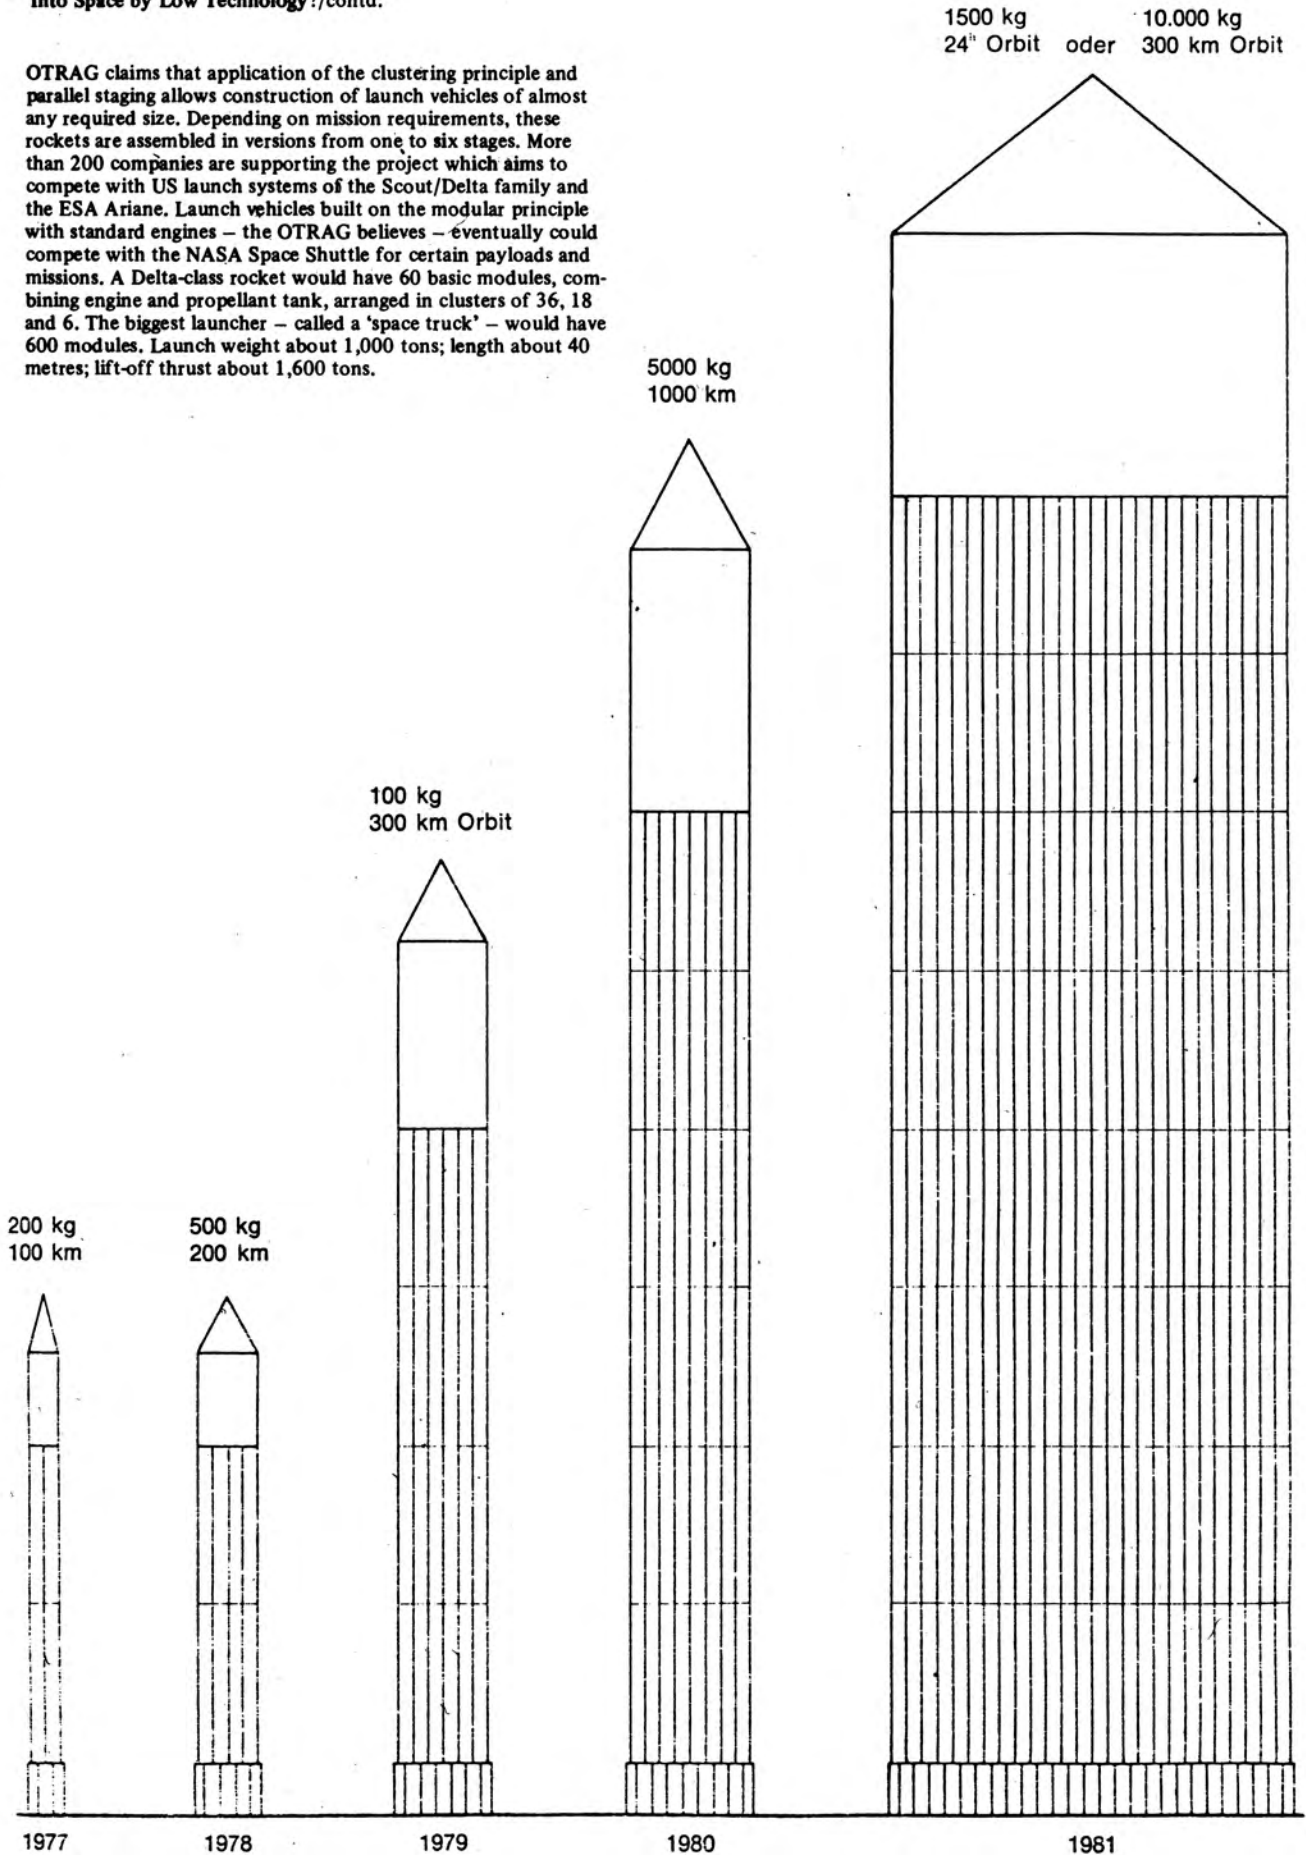 Into Space by Low Technology?/contd.
OTRAG claims that application of the clustering principle and
parallel staging allows construction of launch vehicles of almost
any required size. Depending on mission requirements, these
rockets are assembled in versions from one to six stages. More
than 200 companies are supporting the project which aims to
compete with US launch systems of the Scout/Delta family and
the ESA Ariane. Launch vehicles built on the modular principle
with standard engines – the OTRAG believes – eventually could
compete with the NASA Space Shuttle for certain payloads and
missions. A Delta-class rocket would have 60 basic modules, com-
bining engine and propellant tank, arranged in clusters of 36, 18
and 6. The biggest launcher – called a ‘space truck’ – would have
600 modules. Launch weight about 1,000 tons; length about 40
metres; lift-off thrust about 1,600 tons.
200 kg
100 km
500 kg
200 km
100 kg
300 km Orbit
5000 kg
1000 km
1500 kg 10.000 kg
24h Orbit oder 300 km Orbit
1977 1978 1979 1980 1981